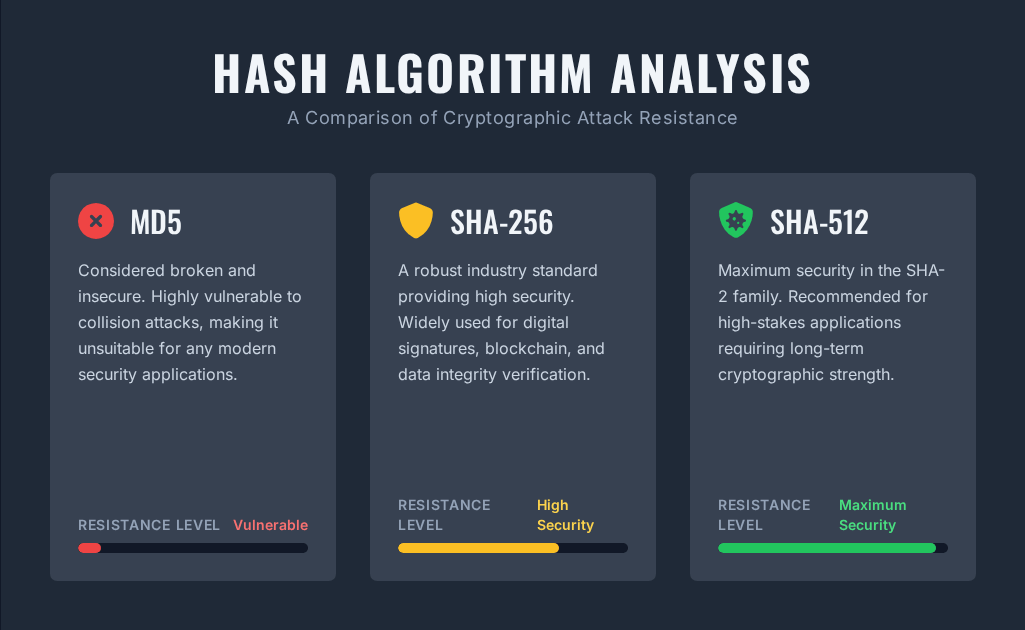 HASH ALGORITHM ANALYSIS
A Comparison of Cryptographic Attack Resistance
MD5
Considered broken and
insecure. Highly vulnerable to
collision attacks, making it
unsuitable for any modern
security applications.
RESISTANCE LEVEL Vulnerable
SHA-256
A robust industry standard
providing high security.
Widely used for digital
signatures, blockchain, and
data integrity verification.
RESISTANCE High
LEVEL Security
SHA-512
Maximum security in the SHA-
2 family. Recommended for
high-stakes applications
requiring long-term
cryptographic strength.
RESISTANCE Maximum
LEVEL Security